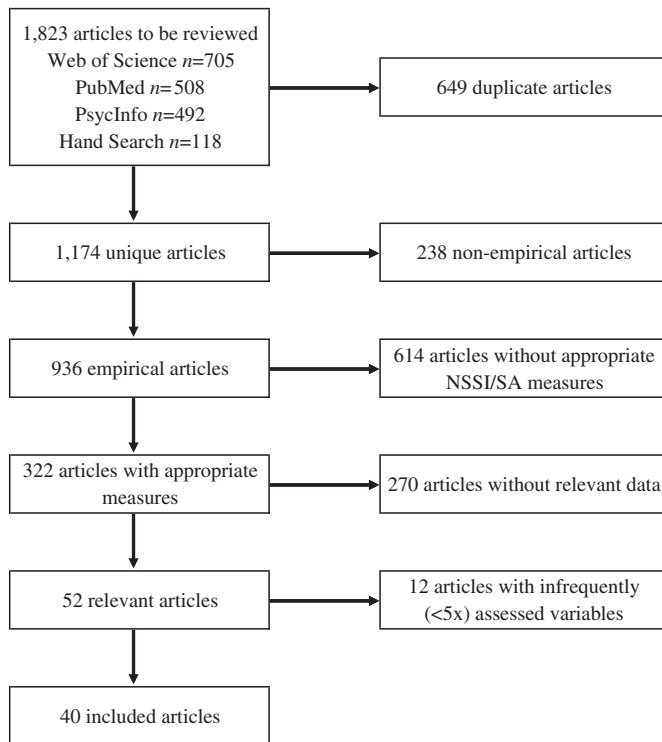 1,823 articles to be reviewed
Web of Science n=705
PubMed n=508
PsycInfo n=492
Hand Search n=118
649 duplicate articles
1,174 unique articles
238 non-empirical articles
936 empirical articles
614 articles without appropriate
NSSI/SA measures
322 articles with appropriate
measures
270 articles without relevant data
52 relevant articles
12 articles with infrequently
(<5x) assessed variables
40 included articles